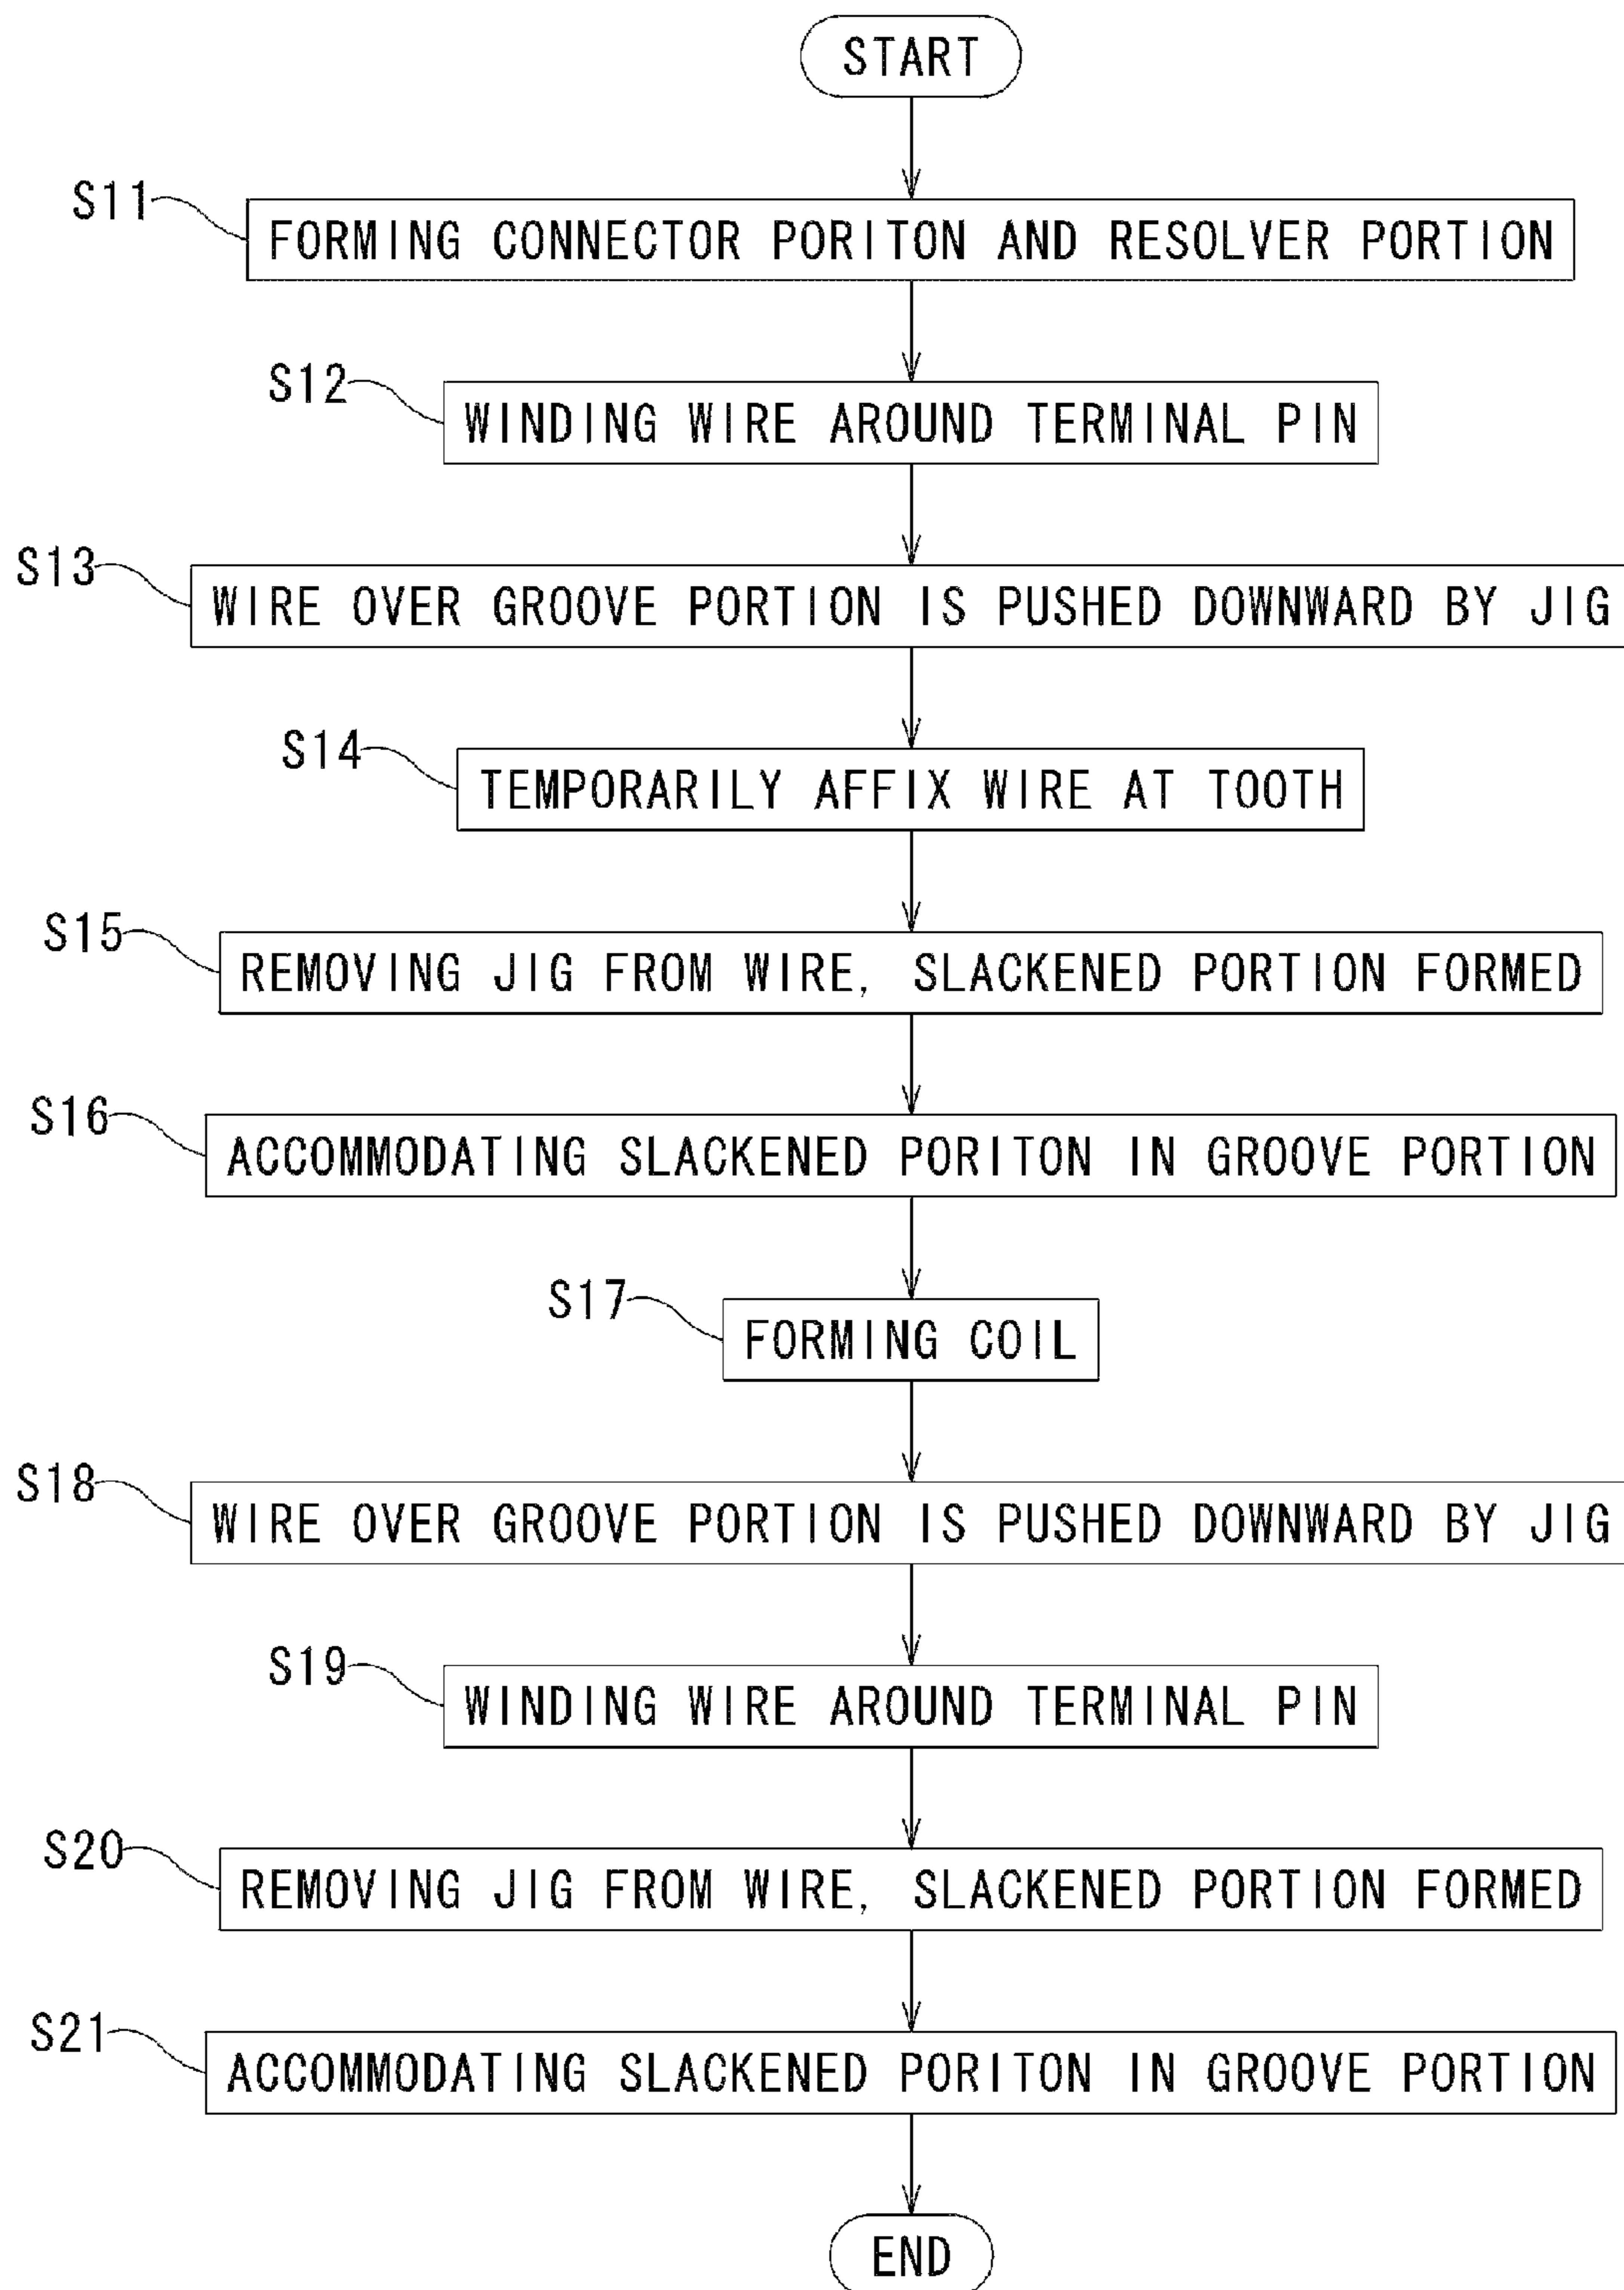 START
S11
FORMING CONNECTOR PORITON AND RESOLVER PORTION
S12
WINDING WIRE AROUND TERMINAL PIN
S13
WIRE OVER GROOVE PORTION IS PUSHED DOWNWARD BY JIG
S14
TEMPORARILY AFFIX WIRE AT TOOTH
S15
REMOVING JIG FROM WIRE, SLACKENED PORTION FORMED
S16
ACCOMMODATING SLACKENED PORITON IN GROOVE PORTION
S17
FORMING COIL
S18
WIRE OVER GROOVE PORTION IS PUSHED DOWNWARD BY JIG
S19
WINDING WIRE AROUND TERMINAL PIN
S20
REMOVING JIG FROM WIRE, SLACKENED PORTION FORMED
S21
ACCOMMODATING SLACKENED PORITON IN GROOVE PORTION
END